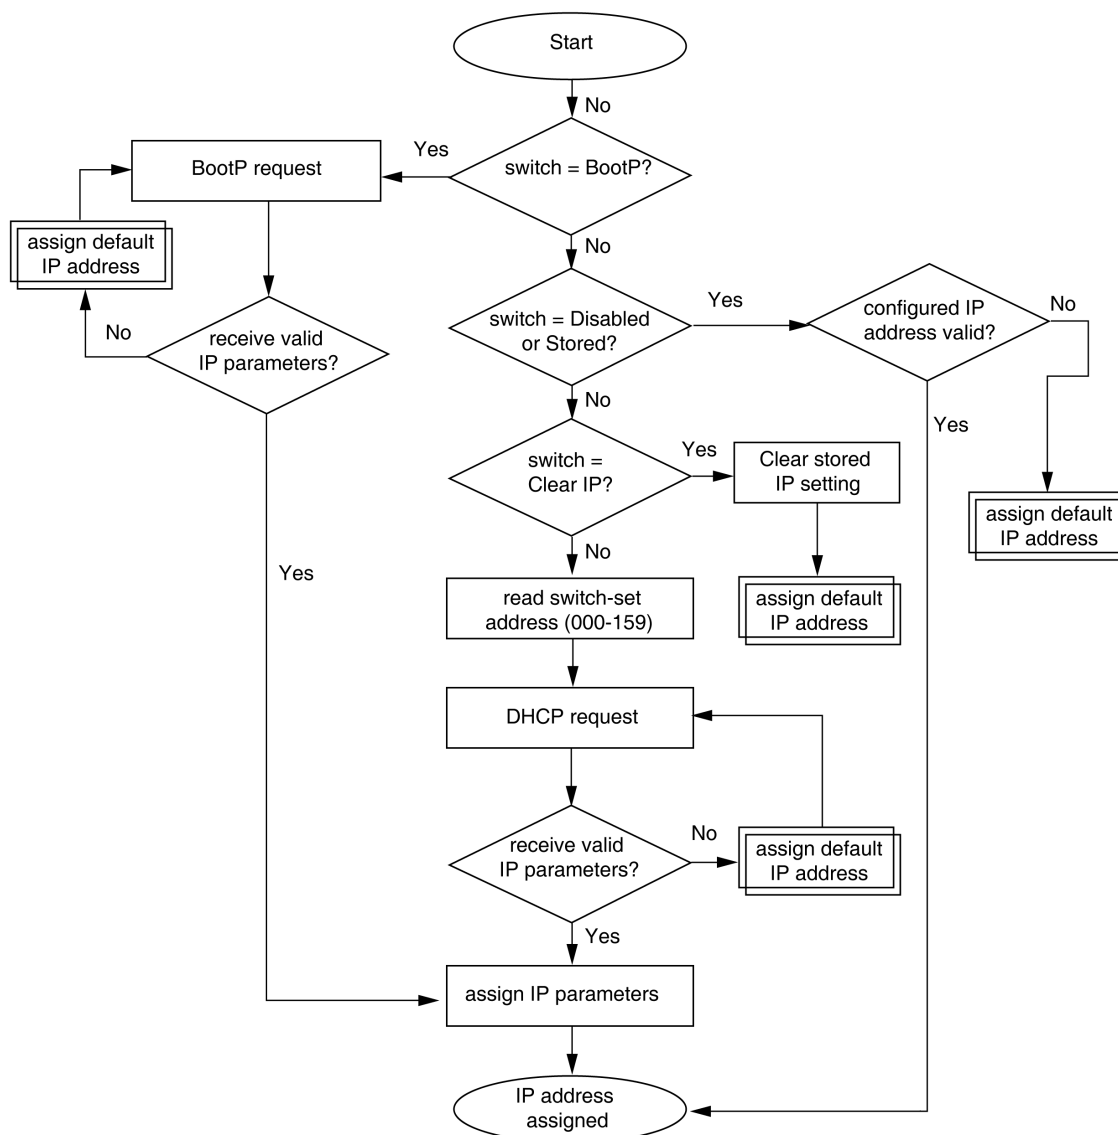 Start
No
Yes
switch = BootP?
BootP request
assign default
IP address
No
Yes
No
switch = Disabled
or Stored?
configured IP
address valid?
No
receive valid
IP parameters?
No
Yes
Yes
switch =
Clear IP?
Clear stored
IP setting
assign default
IP address
No
Yes
read switch-set
address (000-159)
assign default
IP address
DHCP request
No
receive valid
IP parameters?
assign default
IP address
Yes
assign IP parameters
IP address
assigned